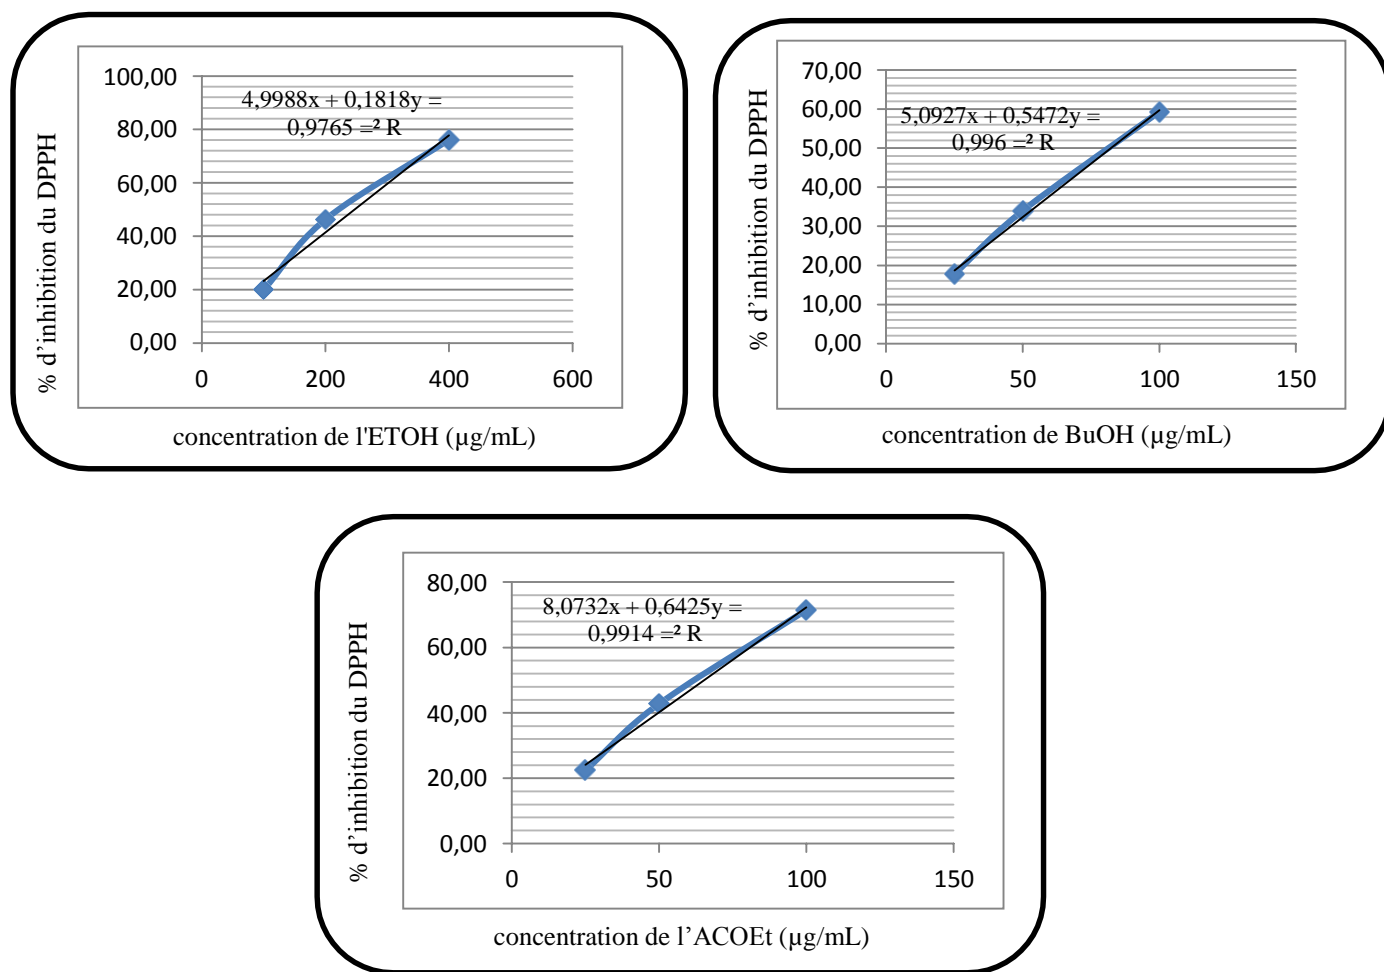 100,00
80,00
60,00
40,00
20,00
0,00
0 200 400 600
4,9988x + 0,1818y =
0,9765 =² R
% d’inhibition du DPPH
concentration de l'ETOH (µg/mL)
70,00
60,00
50,00
40,00
30,00
20,00
10,00
0,00
0 50 100 150
5,0927x + 0,5472y =
0,996 =² R
% d’inhibition du DPPH
concentration de BuOH (µg/mL)
80,00
60,00
40,00
20,00
0,00
0 50 100 150
8,0732x + 0,6425y =
0,9914 =² R
% d’inhibition du DPPH
concentration de l’ACOEt (µg/mL)